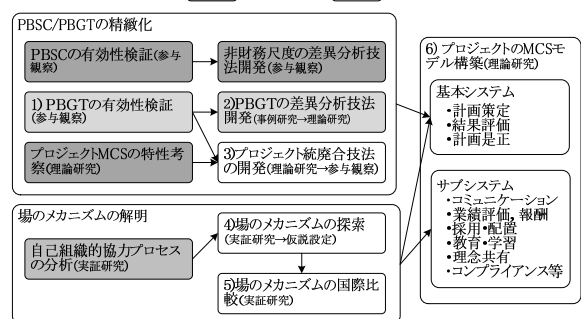 PBSC/PBGTの精緻化
PBSCの有効性検証(参与
観察)
非財務尺度の差異分析技
法開発(参与観察)
1) PBGTの有効性検証
(参与観察)
2)PBGTの差異分析技法
開発(事例研究→理論研究)
プロジェクトMCSの特性考
察(理論研究)
3)プロジェクト統廃合技法
の開発(理論研究→参与観察)
場のメカニズムの解明
自己組織的協力プロセス
の分析(実証研究)
4)場のメカニズムの探索
(実証研究→仮説設定)
5)場のメカニズムの国際比
較(実証研究)
6) プロジェクトのMCSモ
デル構築(理論研究)
基本システム
・計画策定
・結果評価
・計画是正
サブシステム
・コミュニケーション
・業績評価, 報酬
・採用・配置
・教育・学習
・理念共有
・コンプライアンス等